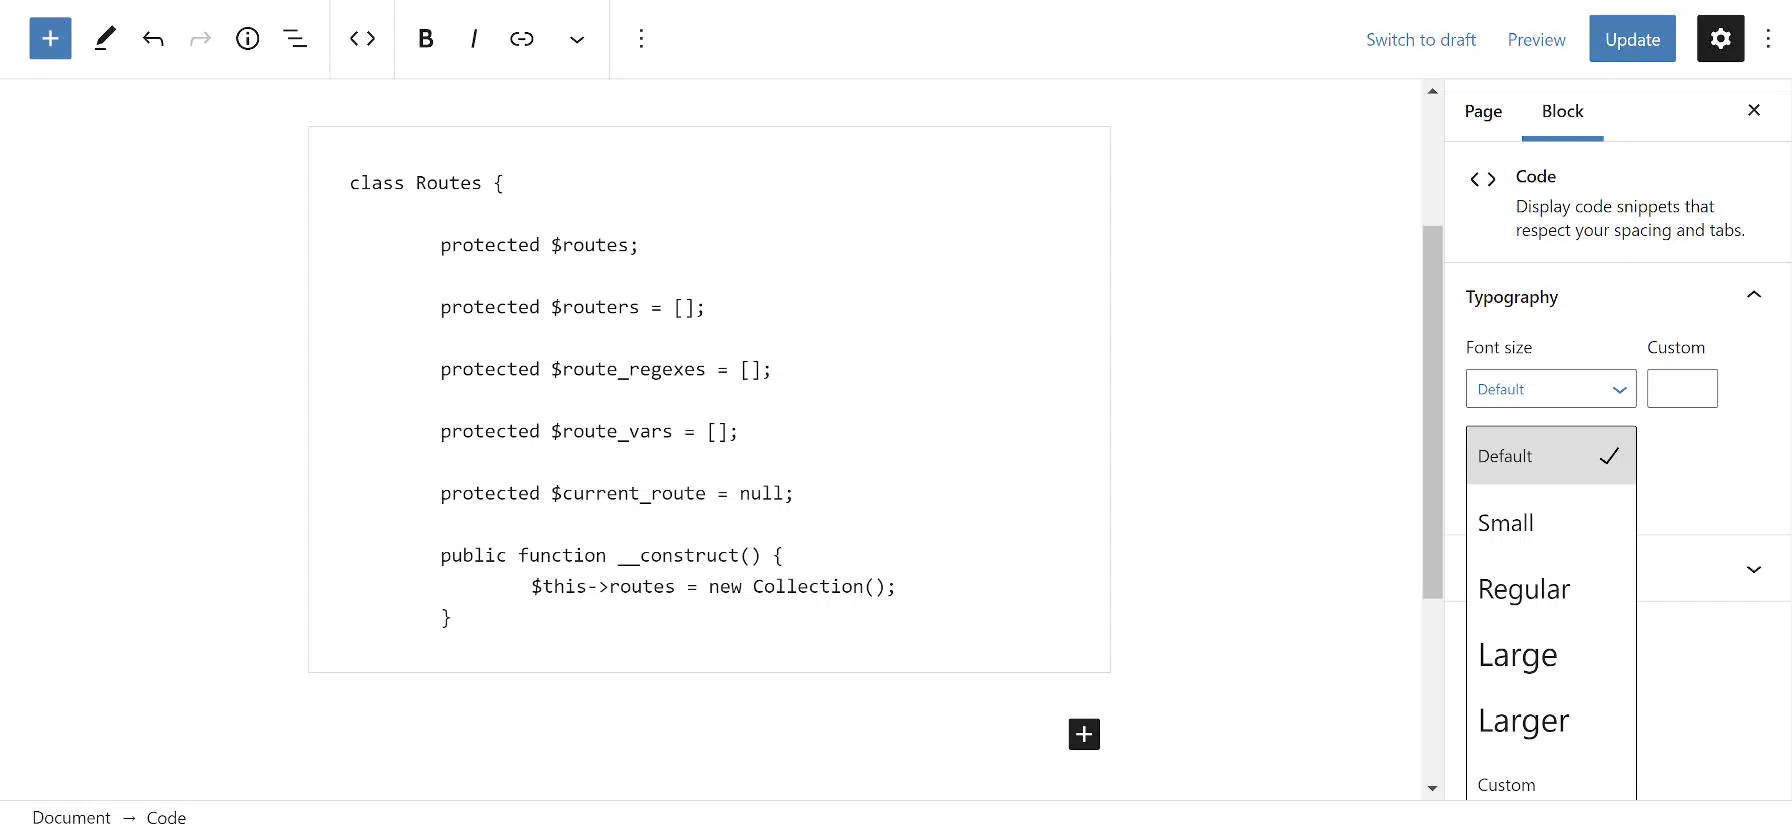 B I
Switch to draft Preview Update
Page Block
Code
Display code snippets that
respect your spacing and tabs.
Typography
Font size Custom
Default
Default
Small
Regular
Large
Larger
Custom
class Routes {
protected $routes;
protected $routers = [];
protected $route_regexes = [];
protected $route_vars = [];
protected $current_route = null;
public function __construct() {
$this->routes = new Collection();
}
Document → Code